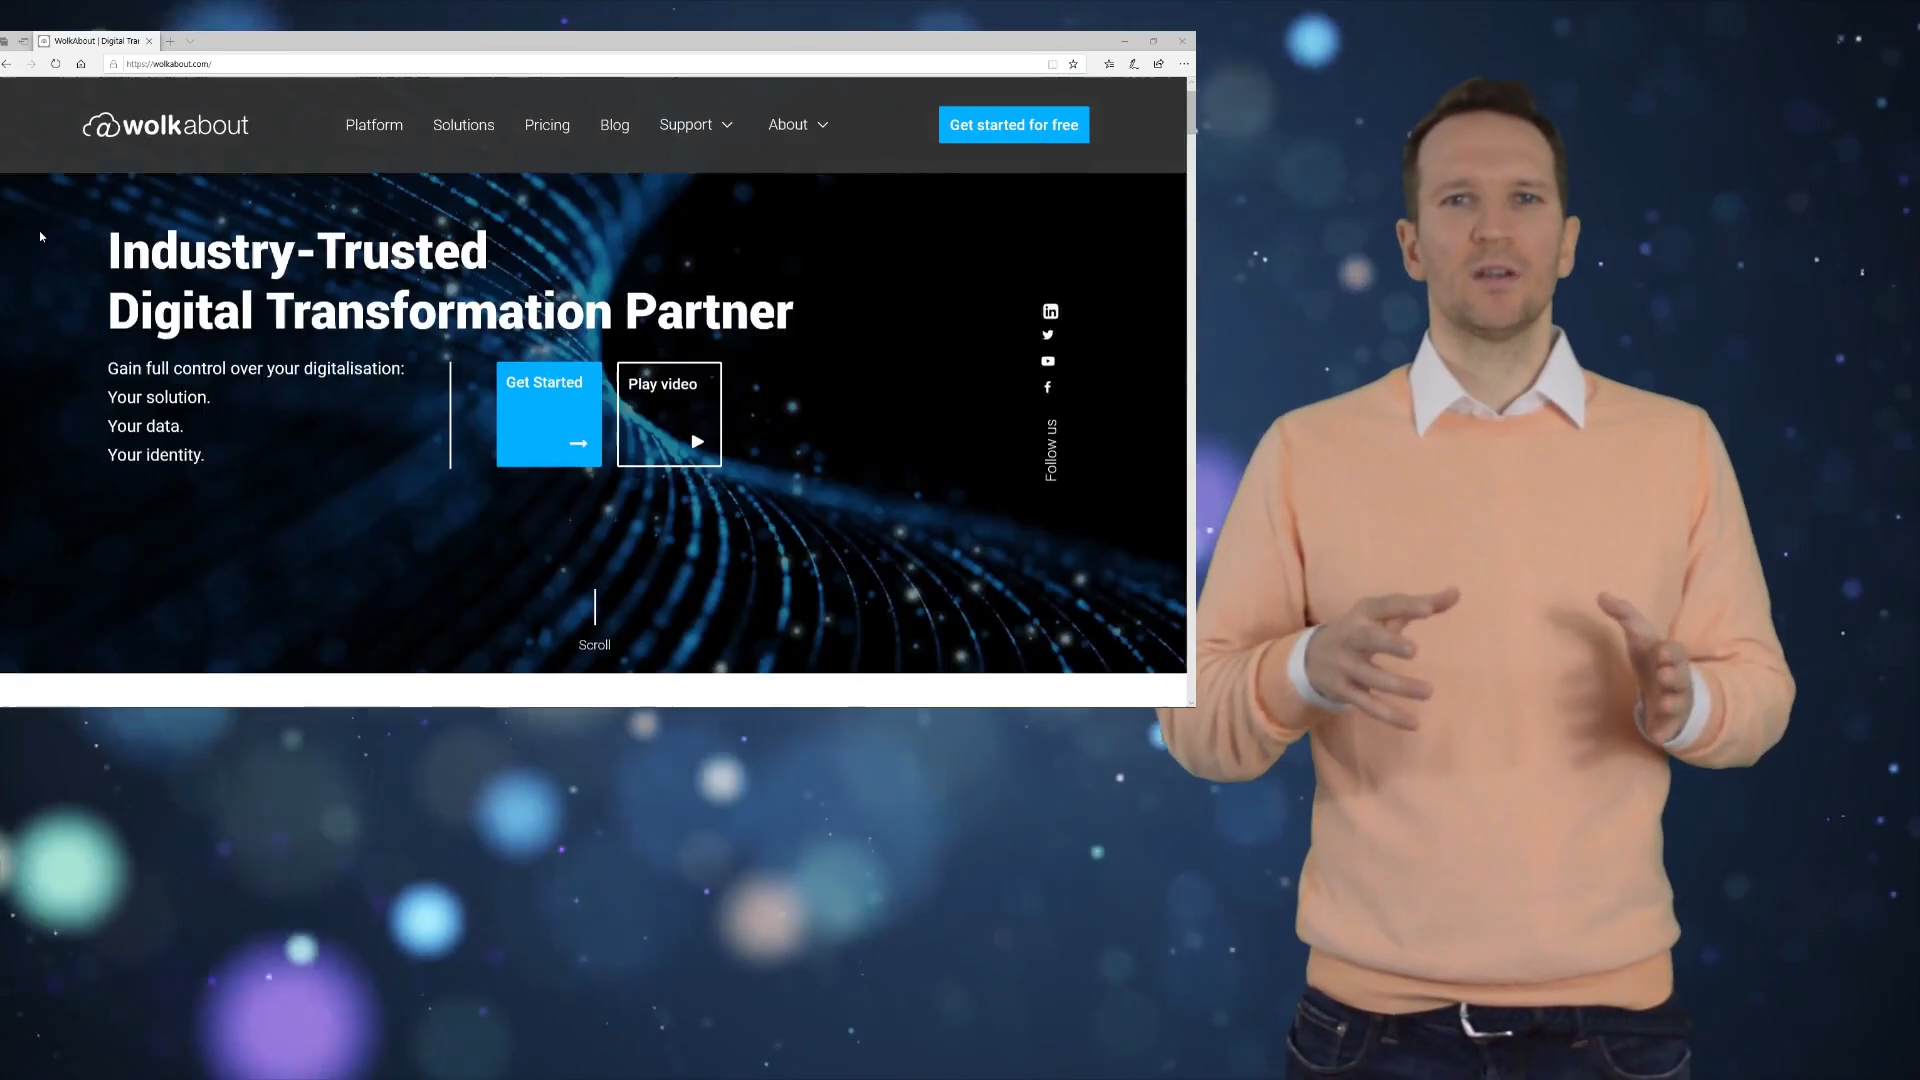 WolkAbout | Digital Tra
https://wolkabout.com/
@wolkabout
Platform
Solutions
Pricing
Blog
Support
About
Get started for free
Industry-Trusted
Digital Transformation Partner
Gain full control over your digitalisation:
Your solution.
Your data.
Your identity.
Get Started
Play video
in
f
Follow us
Scroll